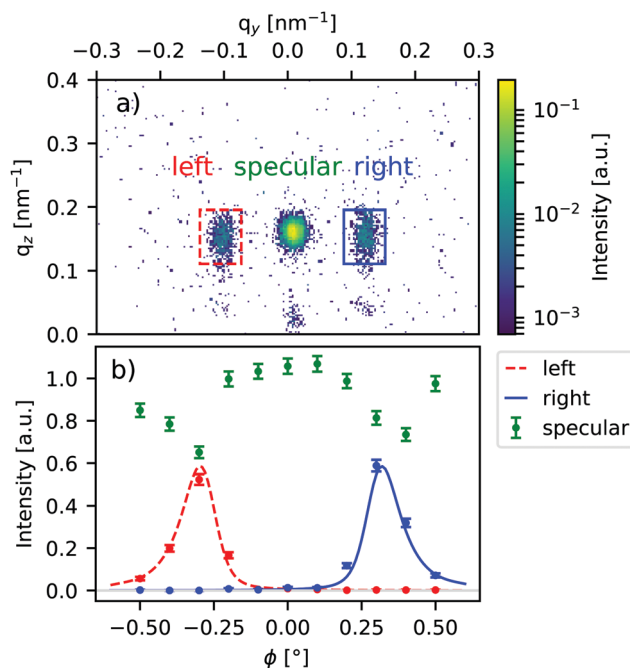 q_y [nm⁻¹]
−0.3 −0.2 −0.1 0.0 0.1 0.2 0.3
a)
left specular right
q_z [nm⁻¹]
0.4
0.3
0.2
0.1
0.0
10⁻¹
10⁻²
10⁻³
Intensity [a.u.]
b)
Intensity [a.u.]
1.0
0.8
0.6
0.4
0.2
0.0
−0.50 −0.25 0.00 0.25 0.50
ϕ [°]
left
right
specular